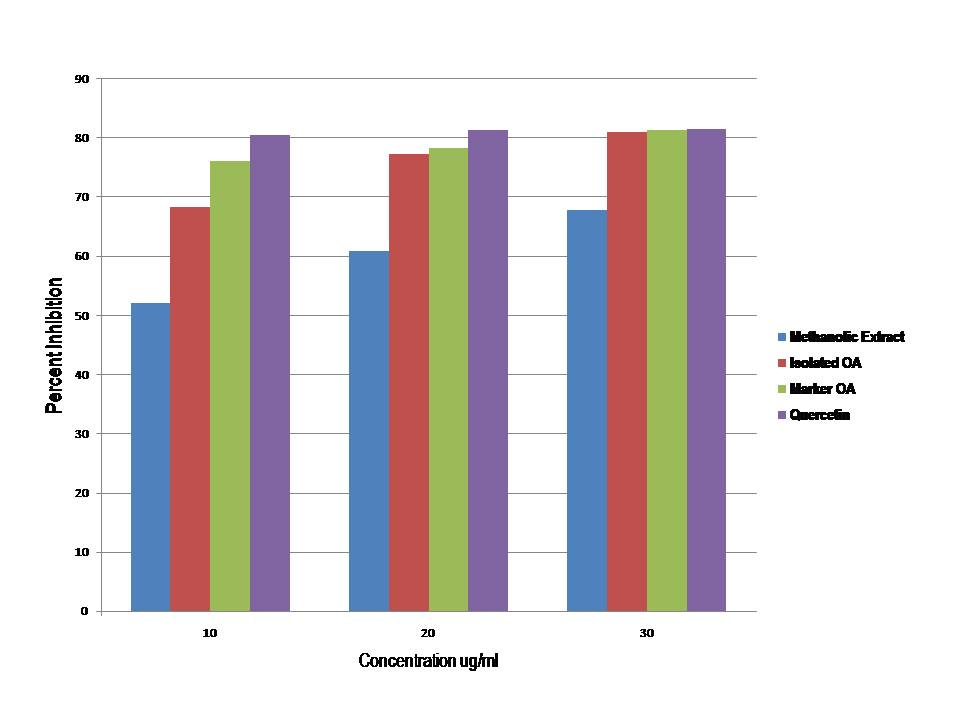 90
80
70
60
50
40
30
20
10
0
Percent Inhibition
10 20 30
Concentration ug/ml
Methanolic Extract
Isolated OA
Marker OA
Quercetin